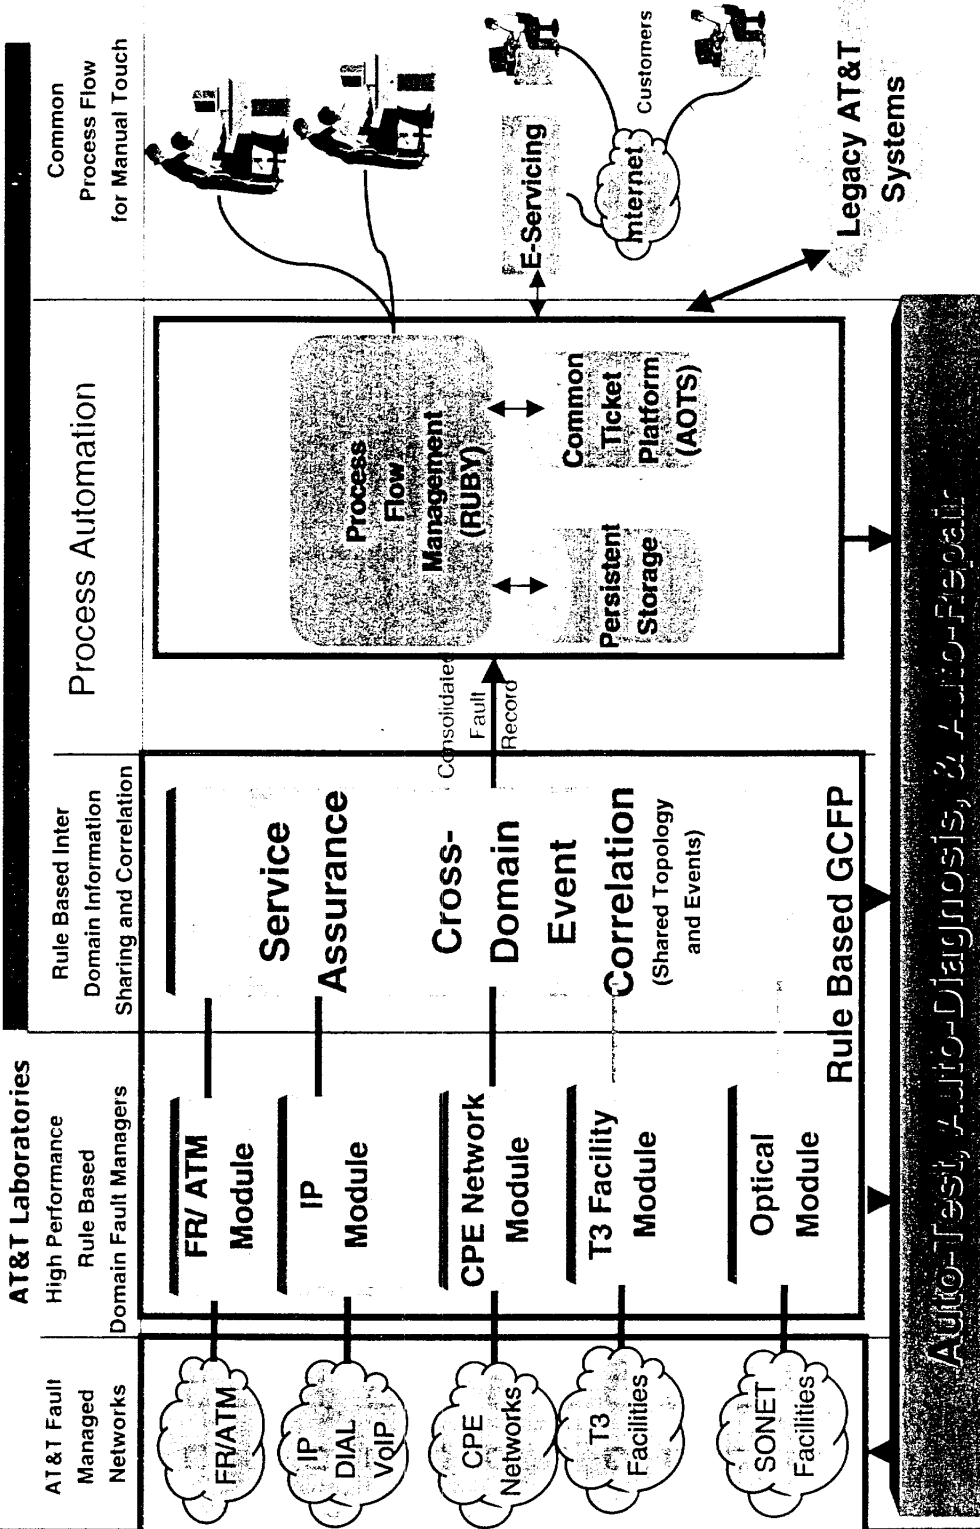 AT&T Laboratories
AT&T Fault
Managed
Networks
High Performance
Rule Based
Domain Fault Managers
Rule Based Inter
Domain Information
Sharing and Correlation
Process Automation
Common
Process Flow
for Manual Touch
FR/ATM
IP
DIAL
VoIP
CPE
Networks
T3
Facilities
SONET
Facilities
FR/ ATM
Module
IP
Module
CPE Network
Module
T3 Facility
Module
Optical
Module
Service
Assurance
Cross-
Domain
Event
Correlation
(Shared Topology
and Events)
Rule Based GCFP
Consolidated
Fault
Record
Process
Flow
Management
(RUBY)
Persistent
Storage
Common
Ticket
Platform
(AOTS)
E-Servicing
Internet
Customers
Legacy AT&T
Systems
Auto-Test, Auto-Diagnosis, & Auto-Repair